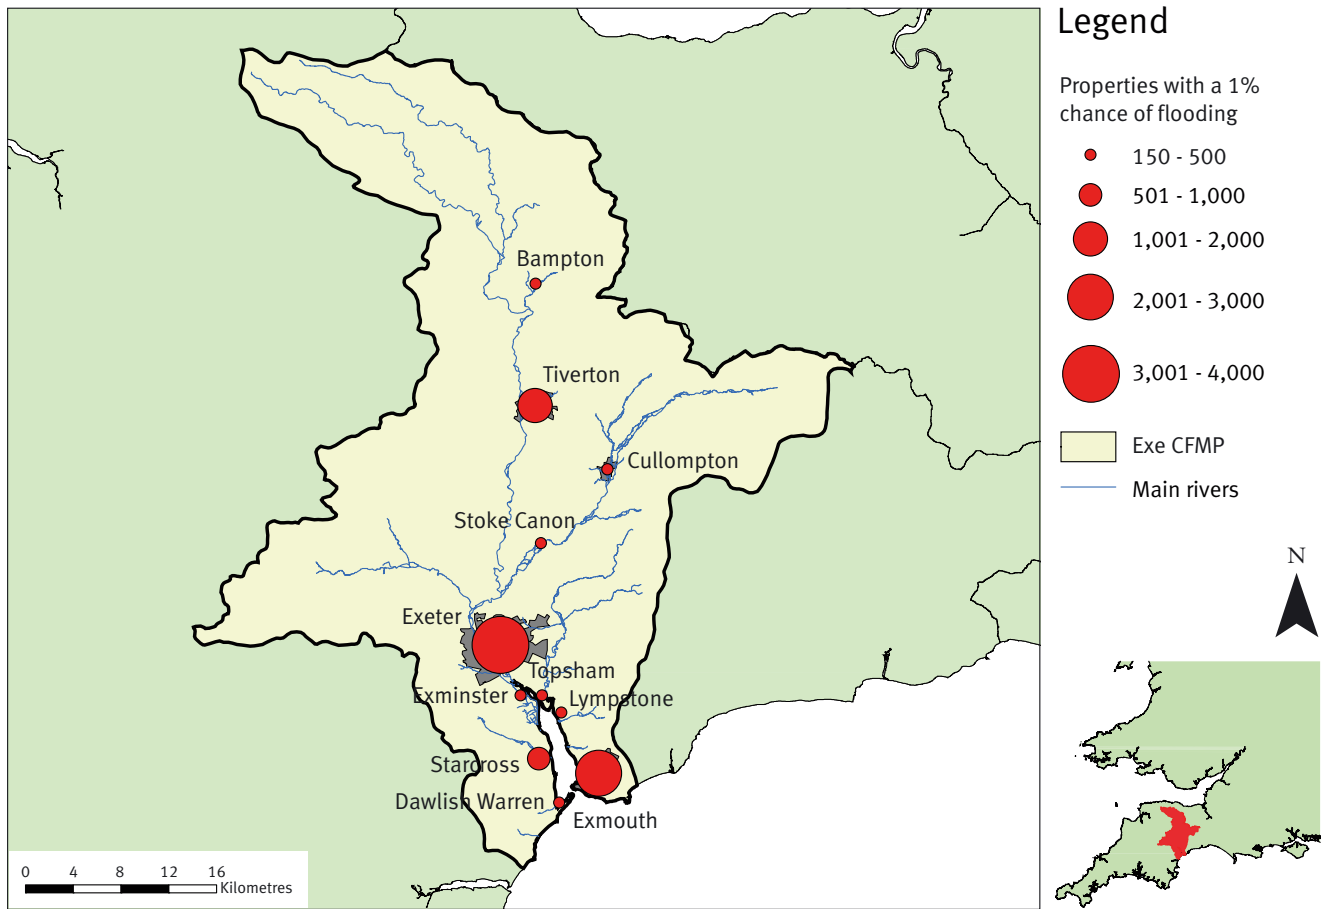 Legend
Properties with a 1%
chance of flooding
150 - 500
501 - 1,000
1,001 - 2,000
2,001 - 3,000
3,001 - 4,000
Exe CFMP
Main rivers
N
Bampton
Tiverton
Cullompton
Stoke Canon
Exeter
Topsham
Exminster
Lympstone
Starcross
Dawlish Warren
Exmouth
0 4 8 12 16
Kilometres